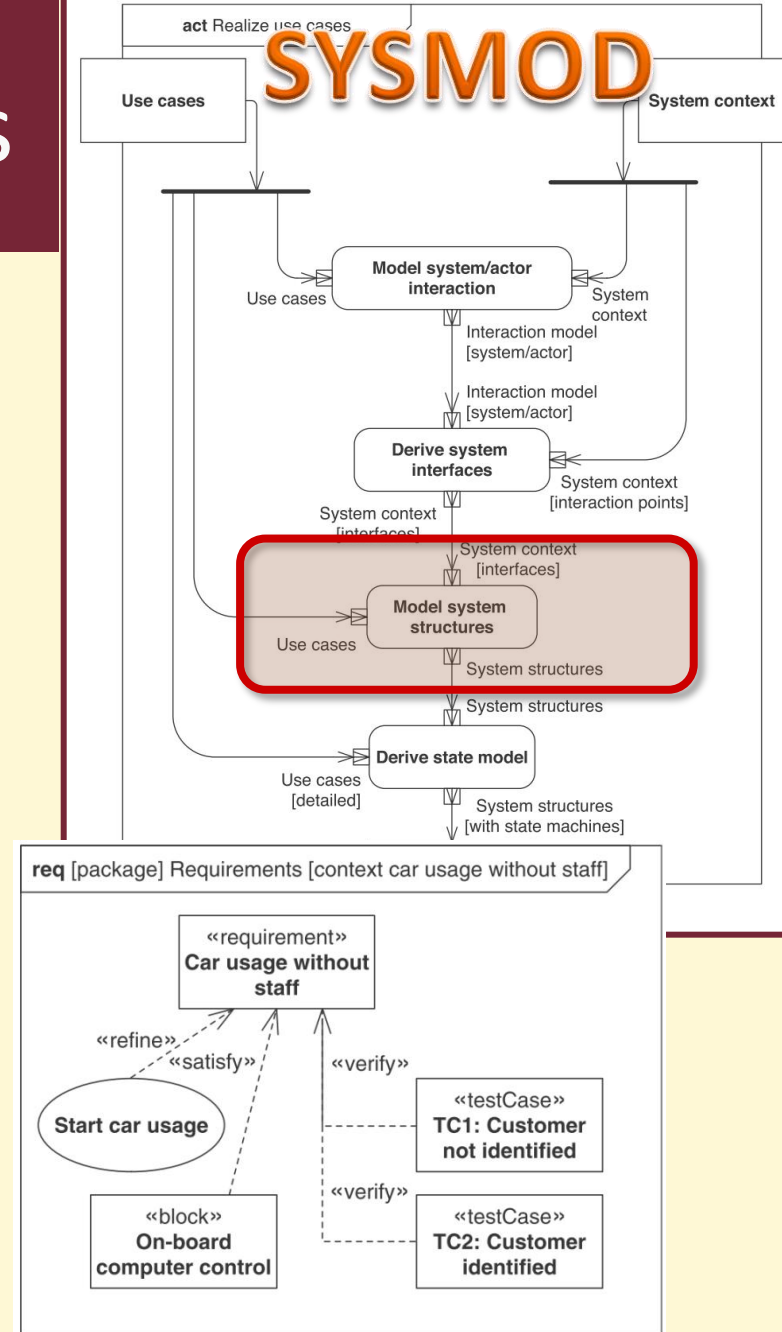 S
SYSMOD
act Realize use cases
Use cases
System context
Model system/actor
interaction
Use cases
System
context
Interaction model
[system/actor]
Interaction model
[system/actor]
Derive system
interfaces
System context
[interaction points]
System context
[interfaces]
System context
[interfaces]
Model system
structures
Use cases
System structures
System structures
Derive state model
Use cases
[detailed]
System structures
[with state machines]
req [package] Requirements [context car usage without staff]
«requirement»
Car usage without
staff
«refine»
«satisfy»
«verify»
Start car usage
«testCase»
TC1: Customer
not identified
«verify»
«block»
On-board
computer control
«testCase»
TC2: Customer
identified